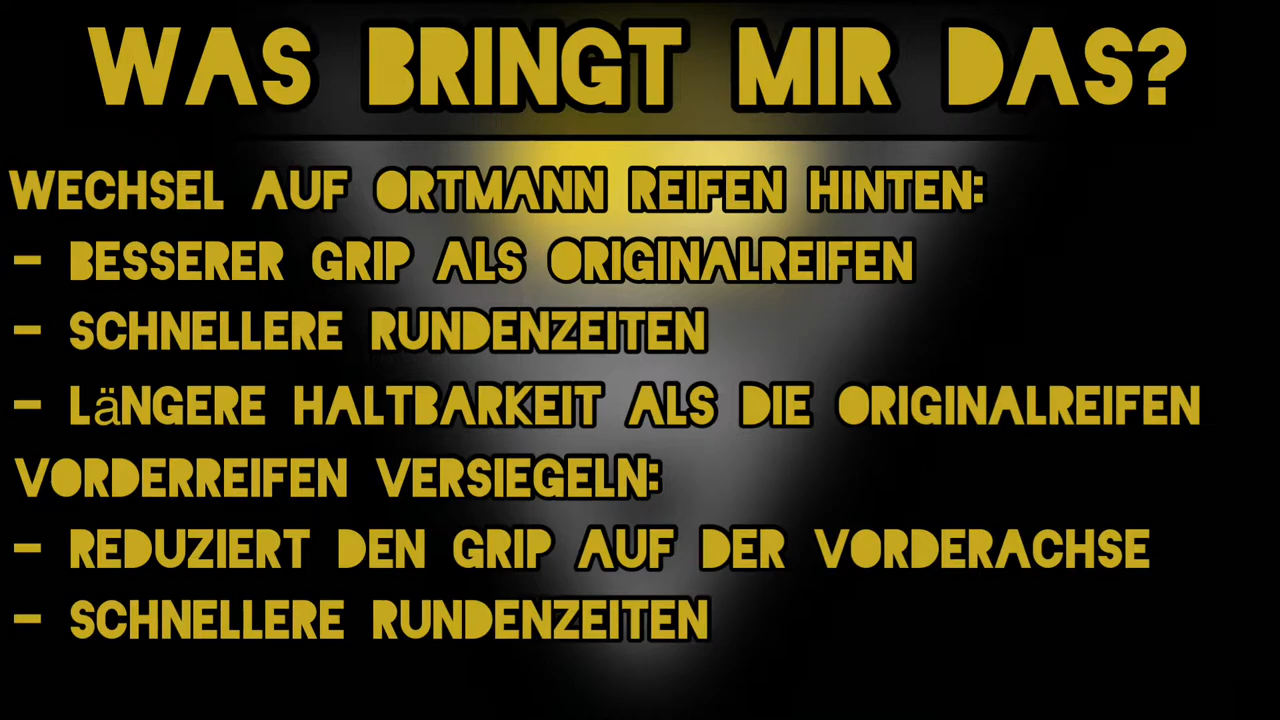 WAS BRINGT MIR DAS?
WECHSEL AUF ORTMANN REIFEN HINTEN:
- BESSERER GRIP ALS ORIGINALREIFEN
- SCHNELLERE RUNDENZEITEN
- LäNGERE HALTBARKEIT ALS DIE ORIGINALREIFEN
VORDERREIFEN VERSIEGELN:
- REDUZIERT DEN GRIP AUF DER VORDERACHSE
- SCHNELLERE RUNDENZEITEN